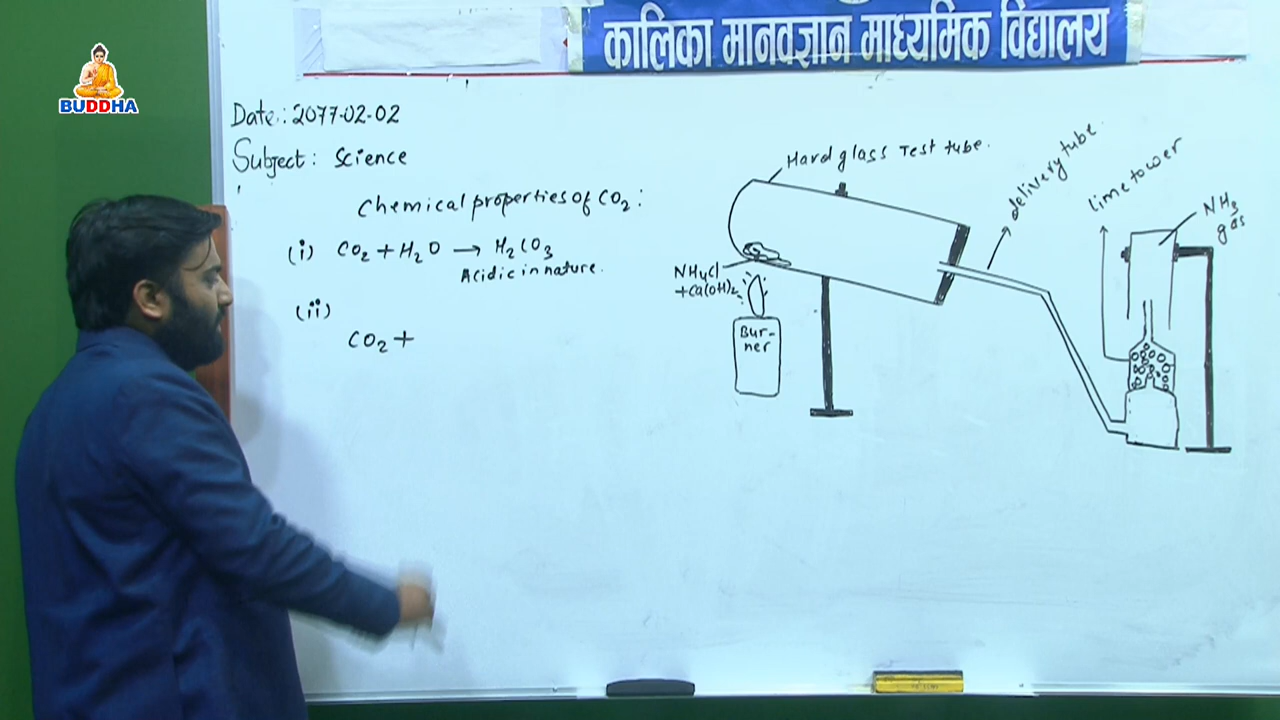 कालिका मानवज्ञान माध्यमिक विद्यालय
BUDDHA
Date: 2077-02-02
Subject: Science
Chemical properties of CO₂:
(i) CO₂ + H₂O → H₂CO₃
Acidic in nature.
(ii)
CO₂ +
Hard glass Test tube.
delivery tube.
lime tower
NH₃
gas
NH₄Cl
+Ca(OH)₂
Bur-
ner